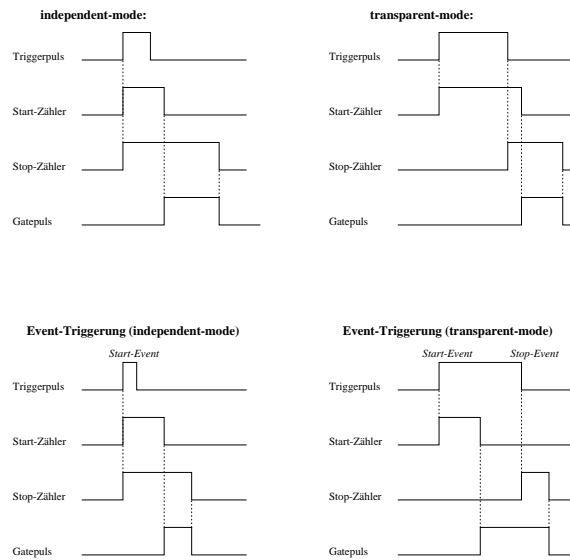 independent-mode:
Triggerpuls
Start-Zähler
Stop-Zähler
Gatepuls
transparent-mode:
Triggerpuls
Start-Zähler
Stop-Zähler
Gatepuls
Event-Triggerung (independent-mode)
Start-Event
Triggerpuls
Start-Zähler
Stop-Zähler
Gatepuls
Event-Triggerung (transparent-mode)
Start-Event Stop-Event
Triggerpuls
Start-Zähler
Stop-Zähler
Gatepuls